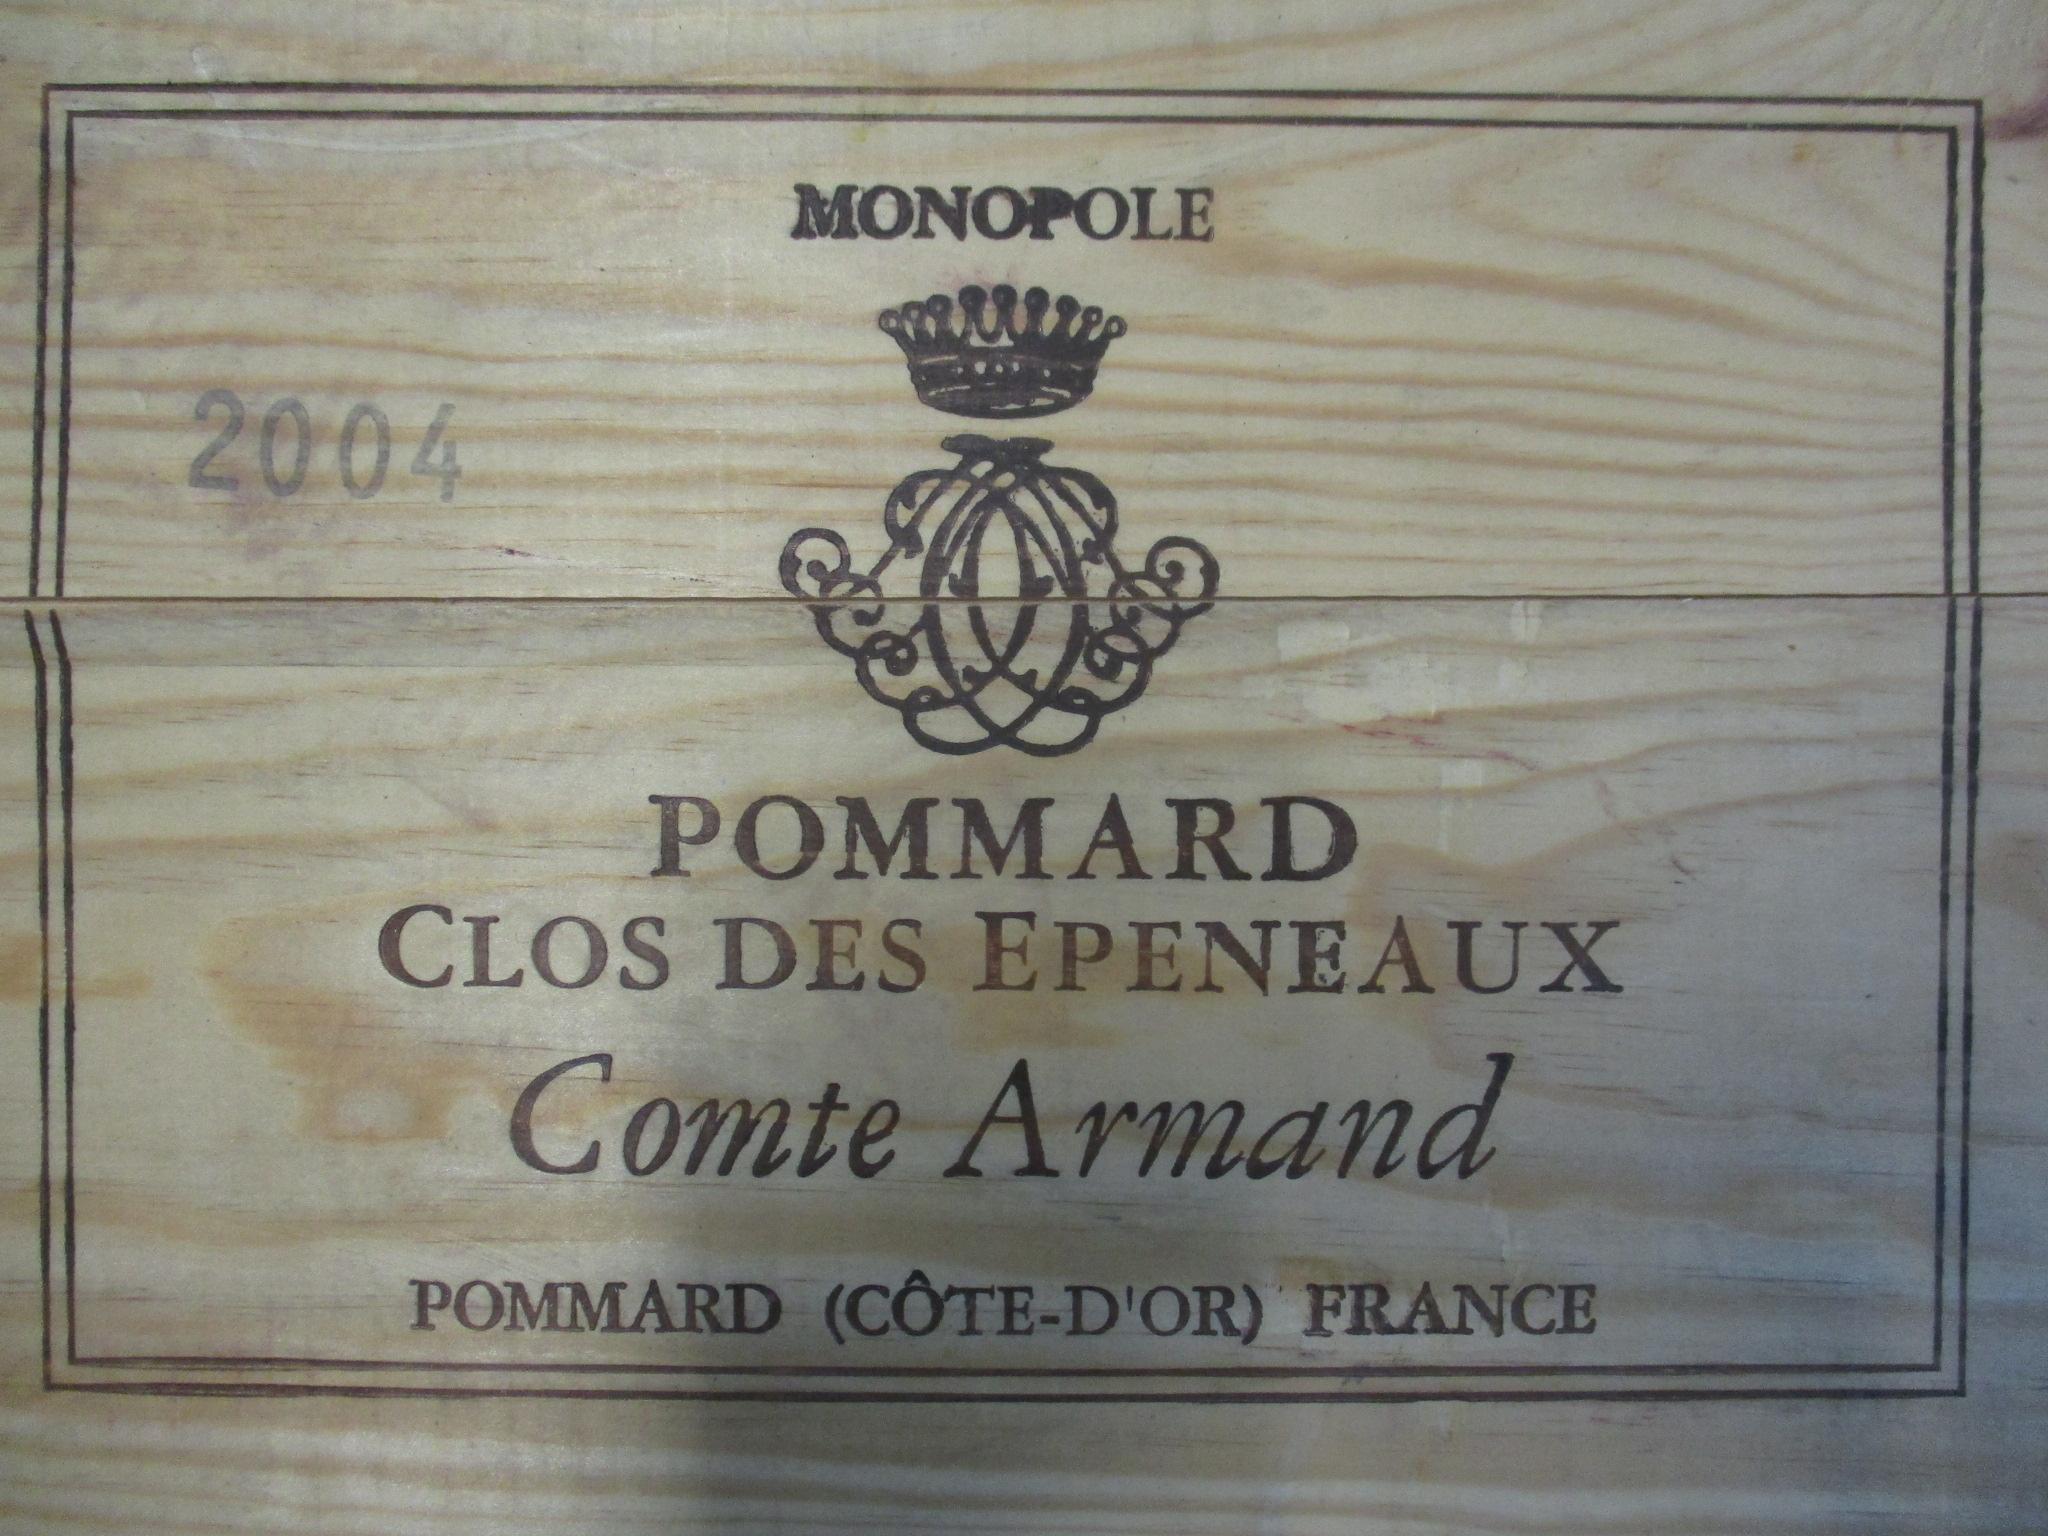 MONOPOLE
2004
POMMARD
CLOS DES EPENEAUX
Comte Armand
POMMARD (CÔTE-D'OR) FRANCE